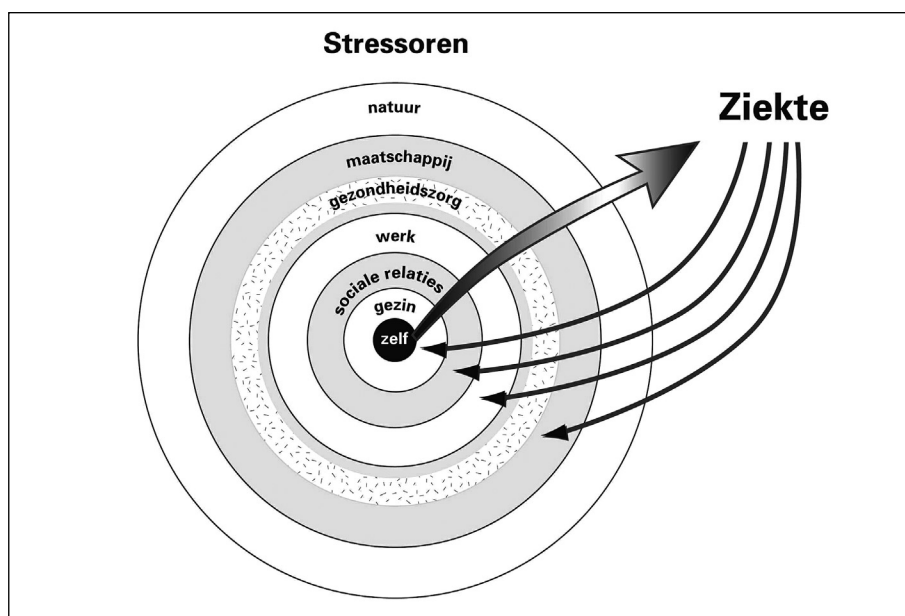 Stressoren
Ziekte
natuur
maatschappij
gezondheidszorg
werk
sociale relaties
gezin
zelf